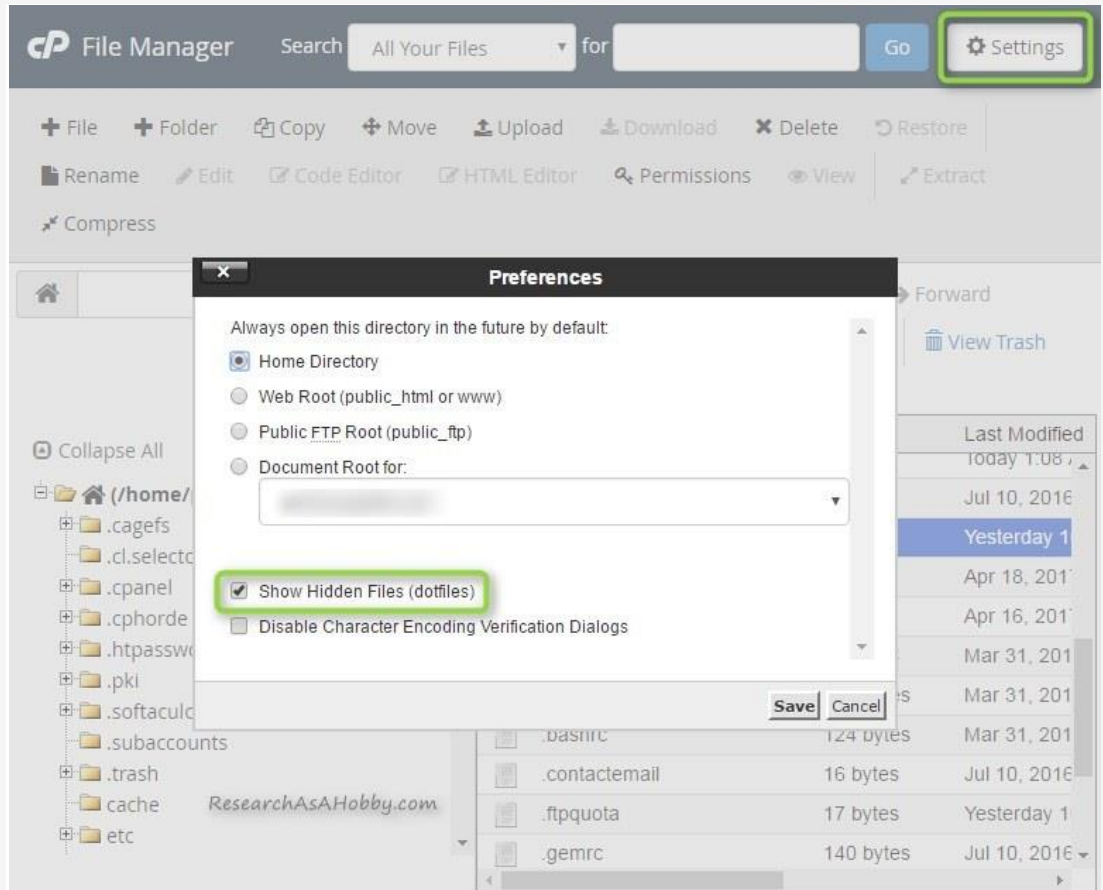 cP File Manager Search All Your Files for Go Settings
File Folder Copy Move Upload Download Delete Restore
Rename Edit Code Editor HTML Editor Permissions View Extract
Compress
Preferences
Forward
Always open this directory in the future by default:
View Trash
Home Directory
Web Root (public_html or www)
Public FTP Root (public_ftp)
Collapse All
Last Modified
Document Root for:
Today 1:08
(/home/
Jul 10, 2016
.cagefs
Yesterday 1
.cl.selecto
.cpanel
Show Hidden Files (dotfiles)
Apr 18, 201
.cphorde
Disable Character Encoding Verification Dialogs
Apr 16, 201
.htpassw
Mar 31, 201
.pki
.softaculo
Save Cancel
Mar 31, 201
.subaccounts
.bashrc 124 bytes Mar 31, 201
.trash
.contactemail 16 bytes Jul 10, 2016
cache
ResearchAsAHobby.com
.ftpquota 17 bytes Yesterday 1
etc
.gemrc 140 bytes Jul 10, 2016